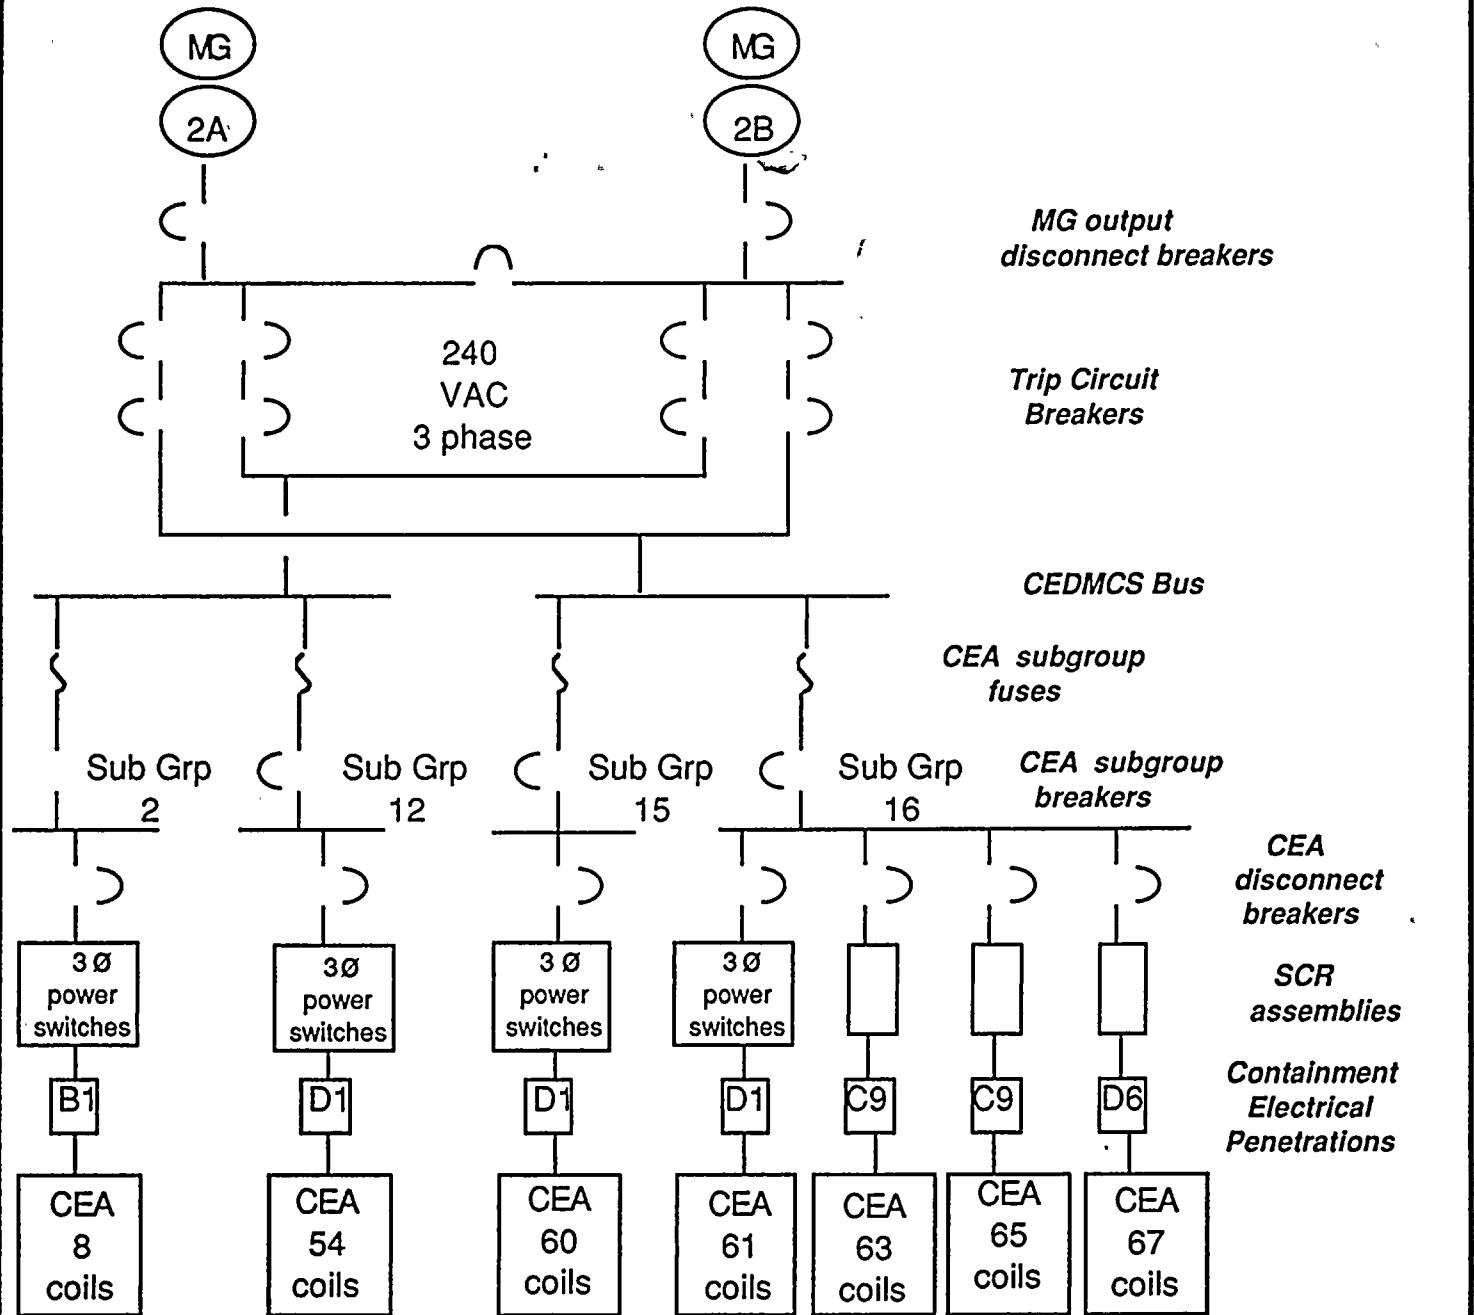 MG
MG
2A
2B
MG output
disconnect breakers
240
VAC
3 phase
Trip Circuit
Breakers
CEDMCS Bus
CEA subgroup
fuses
Sub Grp
2
Sub Grp
12
Sub Grp
15
Sub Grp
16
CEA subgroup
breakers
CEA
disconnect
breakers
3Ø
power
switches
3Ø
power
switches
3Ø
power
switches
3Ø
power
switches
SCR
assemblies
B1
D1
D1
D1
C9
C9
D6
Containment
Electrical
Penetrations
CEA
8
coils
CEA
54
coils
CEA
60
coils
CEA
61
coils
CEA
63
coils
CEA
65
coils
CEA
67
coils